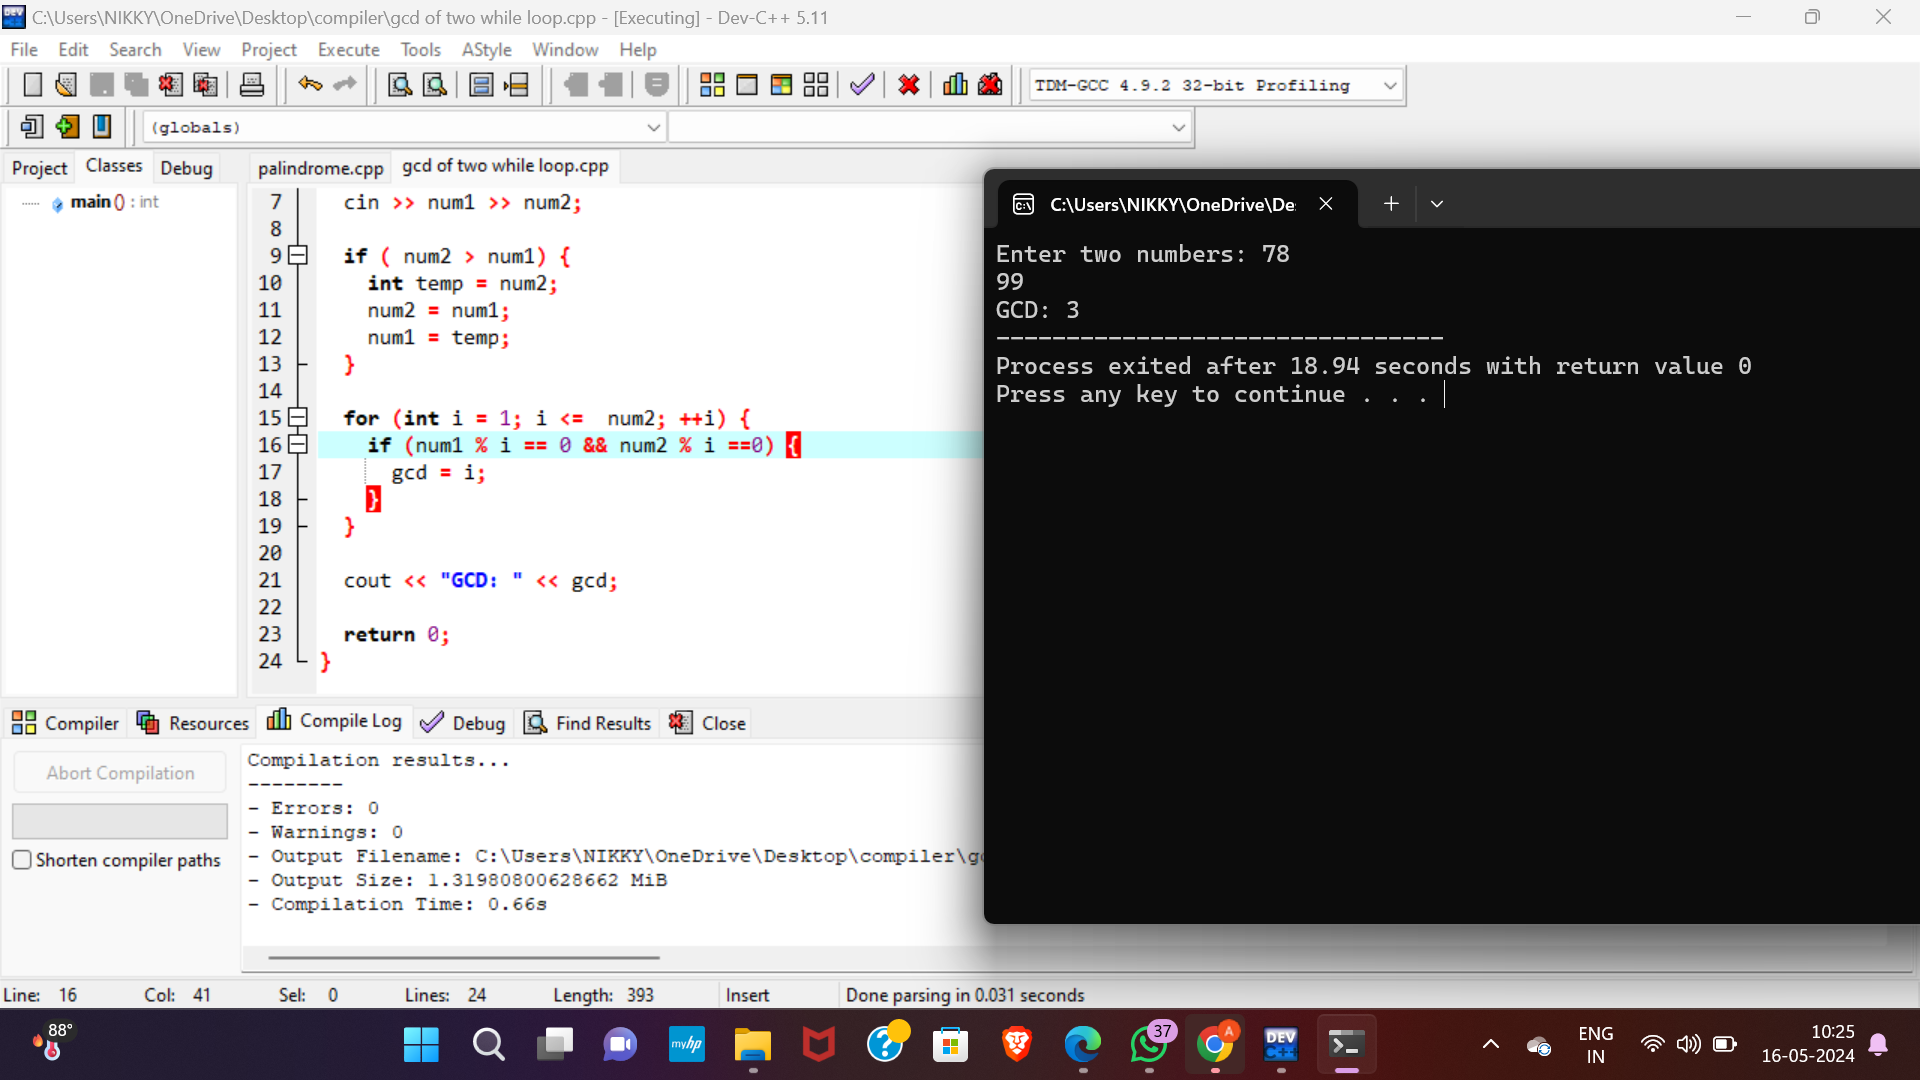 C:\Users\NIKKY\OneDrive\Desktop\compiler\gcd of two while loop.cpp - [Executing] - Dev-C++ 5.11
File Edit Search View Project Execute Tools AStyle Window Help
TDM-GCC 4.9.2 32-bit Profiling
(globals)
Project Classes Debug
palindrome.cpp gcd of two while loop.cpp
main () : int
7 cin >> num1 >> num2;
8
9 if ( num2 > num1) {
10 int temp = num2;
11 num2 = num1;
12 num1 = temp;
13 }
14
15 for (int i = 1; i <=  num2; ++i) {
16 if (num1 % i == 0 && num2 % i ==0) {
17 gcd = i;
18 }
19 }
20
21 cout << "GCD: " << gcd;
22
23 return 0;
24 }
C:\Users\NIKKY\OneDrive\De
Enter two numbers: 78
99
GCD: 3
--------------------------------
Process exited after 18.94 seconds with return value 0
Press any key to continue . . .
Compiler Resources Compile Log Debug Find Results Close
Abort Compilation
Shorten compiler paths
Compilation results...
--------
- Errors: 0
- Warnings: 0
- Output Filename: C:\Users\NIKKY\OneDrive\Desktop\compiler\g
- Output Size: 1.31980800628662 MiB
- Compilation Time: 0.66s
Line: 16 Col: 41 Sel: 0 Lines: 24 Length: 393 Insert Done parsing in 0.031 seconds
88°
myhp
37
A
DEV
C++
ENG
IN
10:25
16-05-2024